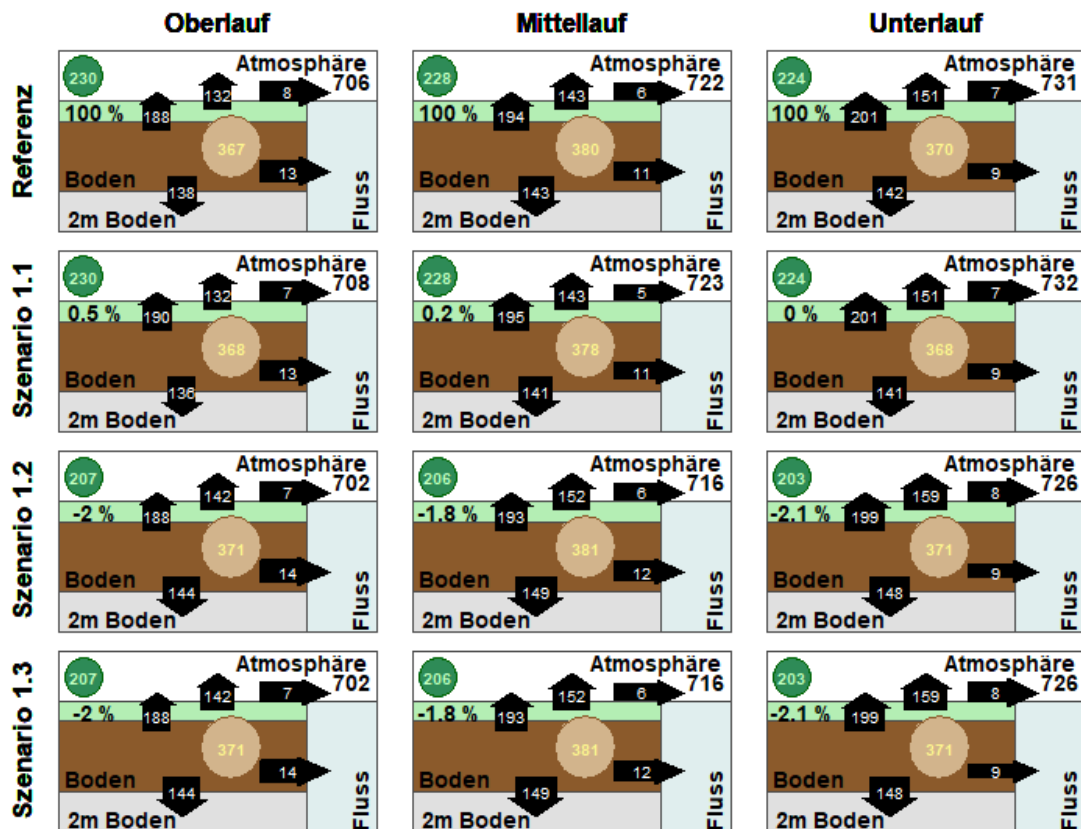 Oberlauf Mittellauf Unterlauf
Referenz
230 132 8 Atmosphäre 706
100 % 188 367
Boden 138 13
2m Boden Fluss
228 143 6 Atmosphäre 722
100 % 194 380
Boden 143 11
2m Boden Fluss
224 151 7 Atmosphäre 731
100 % 201 370
Boden 142 9
2m Boden Fluss
Szenario 1.1
230 132 7 Atmosphäre 708
0.5 % 190 368
Boden 136 13
2m Boden Fluss
228 143 5 Atmosphäre 723
0.2 % 195 378
Boden 141 11
2m Boden Fluss
224 151 7 Atmosphäre 732
0 % 201 368
Boden 141 9
2m Boden Fluss
Szenario 1.2
207 142 7 Atmosphäre 702
-2 % 188 371
Boden 144 14
2m Boden Fluss
206 152 6 Atmosphäre 716
-1.8 % 193 381
Boden 149 12
2m Boden Fluss
203 159 8 Atmosphäre 726
-2.1 % 199 371
Boden 148 9
2m Boden Fluss
Szenario 1.3
207 142 7 Atmosphäre 702
-2 % 188 371
Boden 144 14
2m Boden Fluss
206 152 6 Atmosphäre 716
-1.8 % 193 381
Boden 149 12
2m Boden Fluss
203 159 8 Atmosphäre 726
-2.1 % 199 371
Boden 148 9
2m Boden Fluss